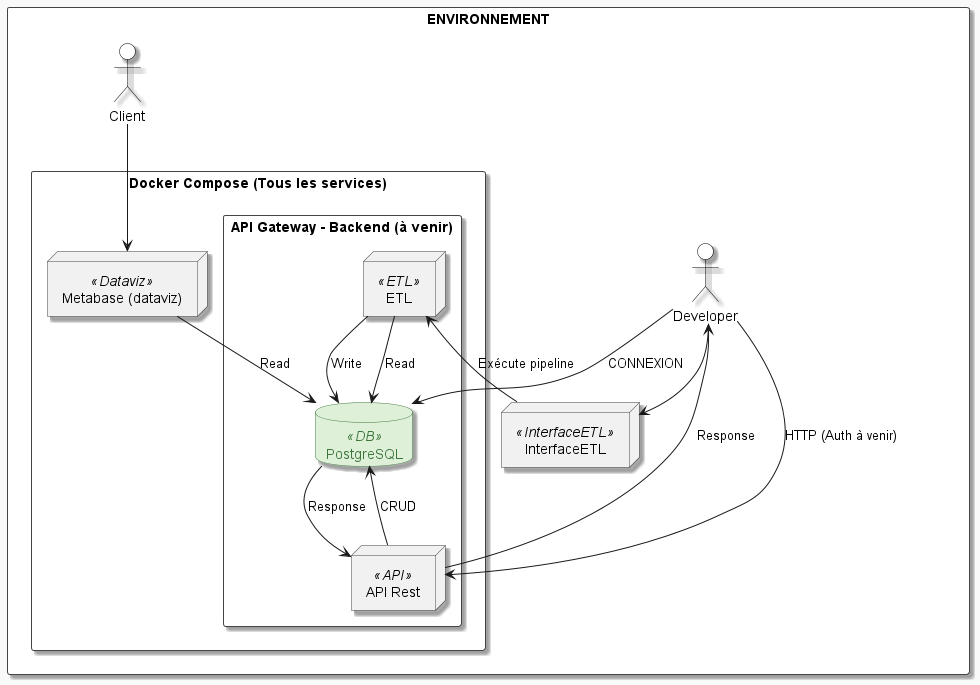 ENVIRONNEMENT
Client
Docker Compose (Tous les services)
API Gateway - Backend (à venir)
«Dataviz»
Metabase (dataviz)
«ETL»
ETL
Developer
Read
Write
Read
Exécute pipeline
CONNEXION
«DB»
PostgreSQL
«InterfaceETL»
InterfaceETL
Response
HTTP (Auth à venir)
Response
CRUD
«API»
API Rest